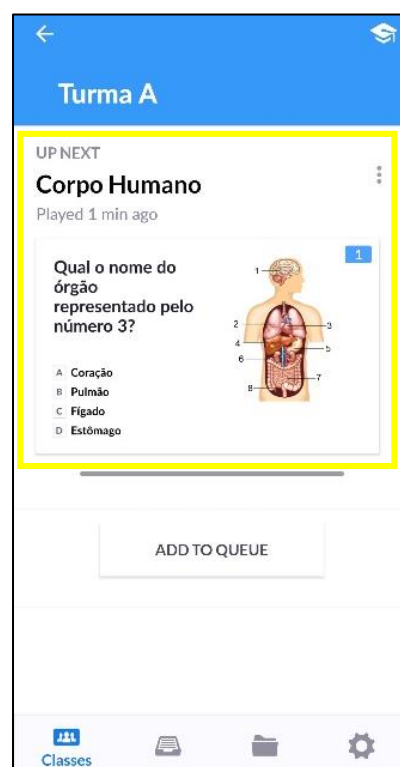 Turma A
UP NEXT
Corpo Humano
Played 1 min ago
1
Qual o nome do
órgão
representado pelo
número 3?
A Coração
B Pulmão
C Fígado
D Estômago
1
2
3
4
5
6
7
8
ADD TO QUEUE
Classes